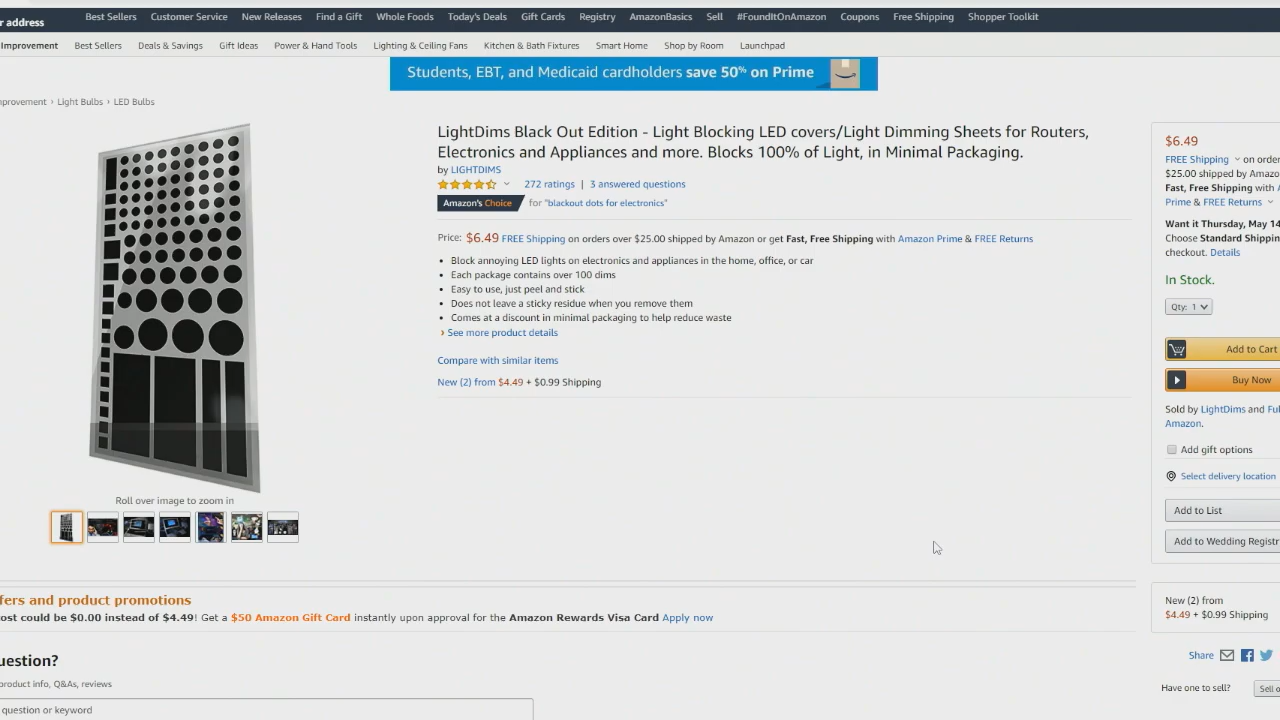 r address
Best Sellers Customer Service New Releases Find a Gift Whole Foods Today's Deals Gift Cards Registry AmazonBasics Sell #FoundItOnAmazon Coupons Free Shipping Shopper Toolkit
Improvement Best Sellers Deals & Savings Gift Ideas Power & Hand Tools Lighting & Ceiling Fans Kitchen & Bath Fixtures Smart Home Shop by Room Launchpad
Students, EBT, and Medicaid cardholders save 50% on Prime
mprovement › Light Bulbs › LED Bulbs
LightDims Black Out Edition - Light Blocking LED covers/Light Dimming Sheets for Routers,
Electronics and Appliances and more. Blocks 100% of Light, in Minimal Packaging.
by LIGHTDIMS
272 ratings | 3 answered questions
Amazon's Choice for "blackout dots for electronics"
Price: $6.49 FREE Shipping on orders over $25.00 shipped by Amazon or get Fast, Free Shipping with Amazon Prime & FREE Returns
• Block annoying LED lights on electronics and appliances in the home, office, or car
• Each package contains over 100 dims
• Easy to use, just peel and stick
• Does not leave a sticky residue when you remove them
• Comes at a discount in minimal packaging to help reduce waste
› See more product details
Compare with similar items
New (2) from $4.49 + $0.99 Shipping
Roll over image to zoom in
$6.49
FREE Shipping on orde
$25.00 shipped by Amazo
Fast, Free Shipping with A
Prime & FREE Returns
Want it Thursday, May 14
Choose Standard Shippin
checkout. Details
In Stock.
Qty: 1
Add to Cart
Buy Now
Sold by LightDims and Ful
Amazon.
Add gift options
Select delivery location
Add to List
Add to Wedding Registr
New (2) from
$4.49 + $0.99 Shipping
Share
Have one to sell? Sell o
fers and product promotions
ost could be $0.00 instead of $4.49! Get a $50 Amazon Gift Card instantly upon approval for the Amazon Rewards Visa Card Apply now
uestion?
product info, Q&As, reviews
question or keyword